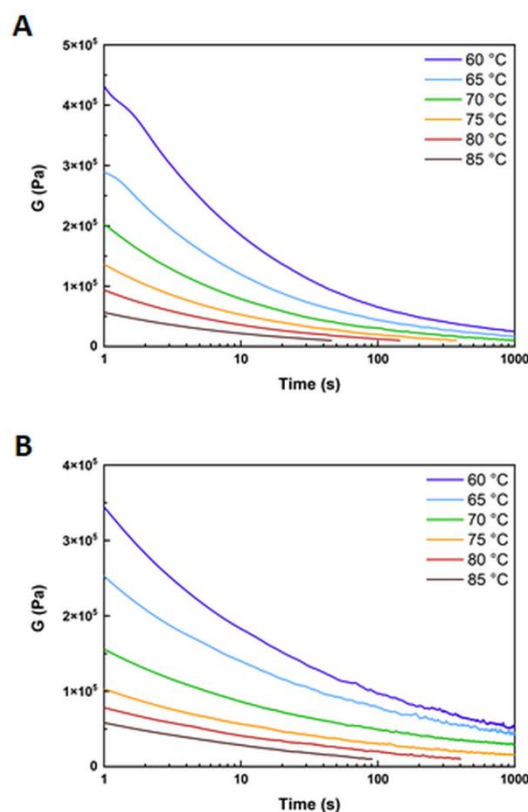 A
G (Pa)
5×10⁵
4×10⁵
3×10⁵
2×10⁵
1×10⁵
0
60 °C
65 °C
70 °C
75 °C
80 °C
85 °C
1
10
100
1000
Time (s)
B
G (Pa)
4×10⁵
3×10⁵
2×10⁵
1×10⁵
0
60 °C
65 °C
70 °C
75 °C
80 °C
85 °C
1
10
100
1000
Time (s)